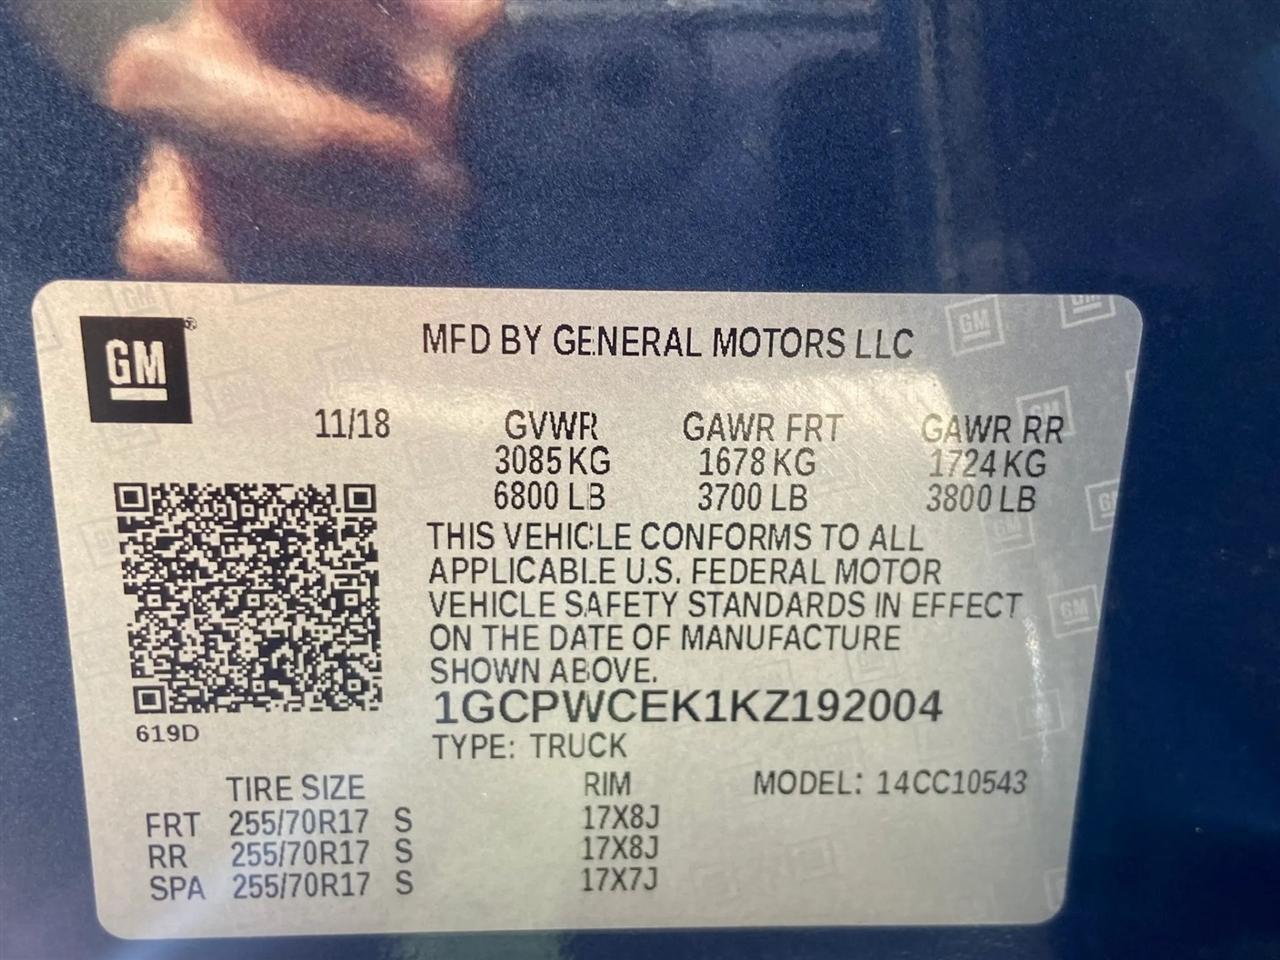 GM®
MFD BY GENERAL MOTORS LLC
11/18 GVWR GAWR FRT GAWR RR
3085 KG 1678 KG 1724 KG
6800 LB 3700 LB 3800 LB
THIS VEHICLE CONFORMS TO ALL
APPLICABLE U.S. FEDERAL MOTOR
VEHICLE SAFETY STANDARDS IN EFFECT
ON THE DATE OF MANUFACTURE
SHOWN ABOVE.
1GCPWCEK1KZ192004
619D
TYPE: TRUCK
TIRE SIZE RIM MODEL: 14CC10543
FRT 255/70R17 S 17X8J
RR 255/70R17 S 17X8J
SPA 255/70R17 S 17X7J